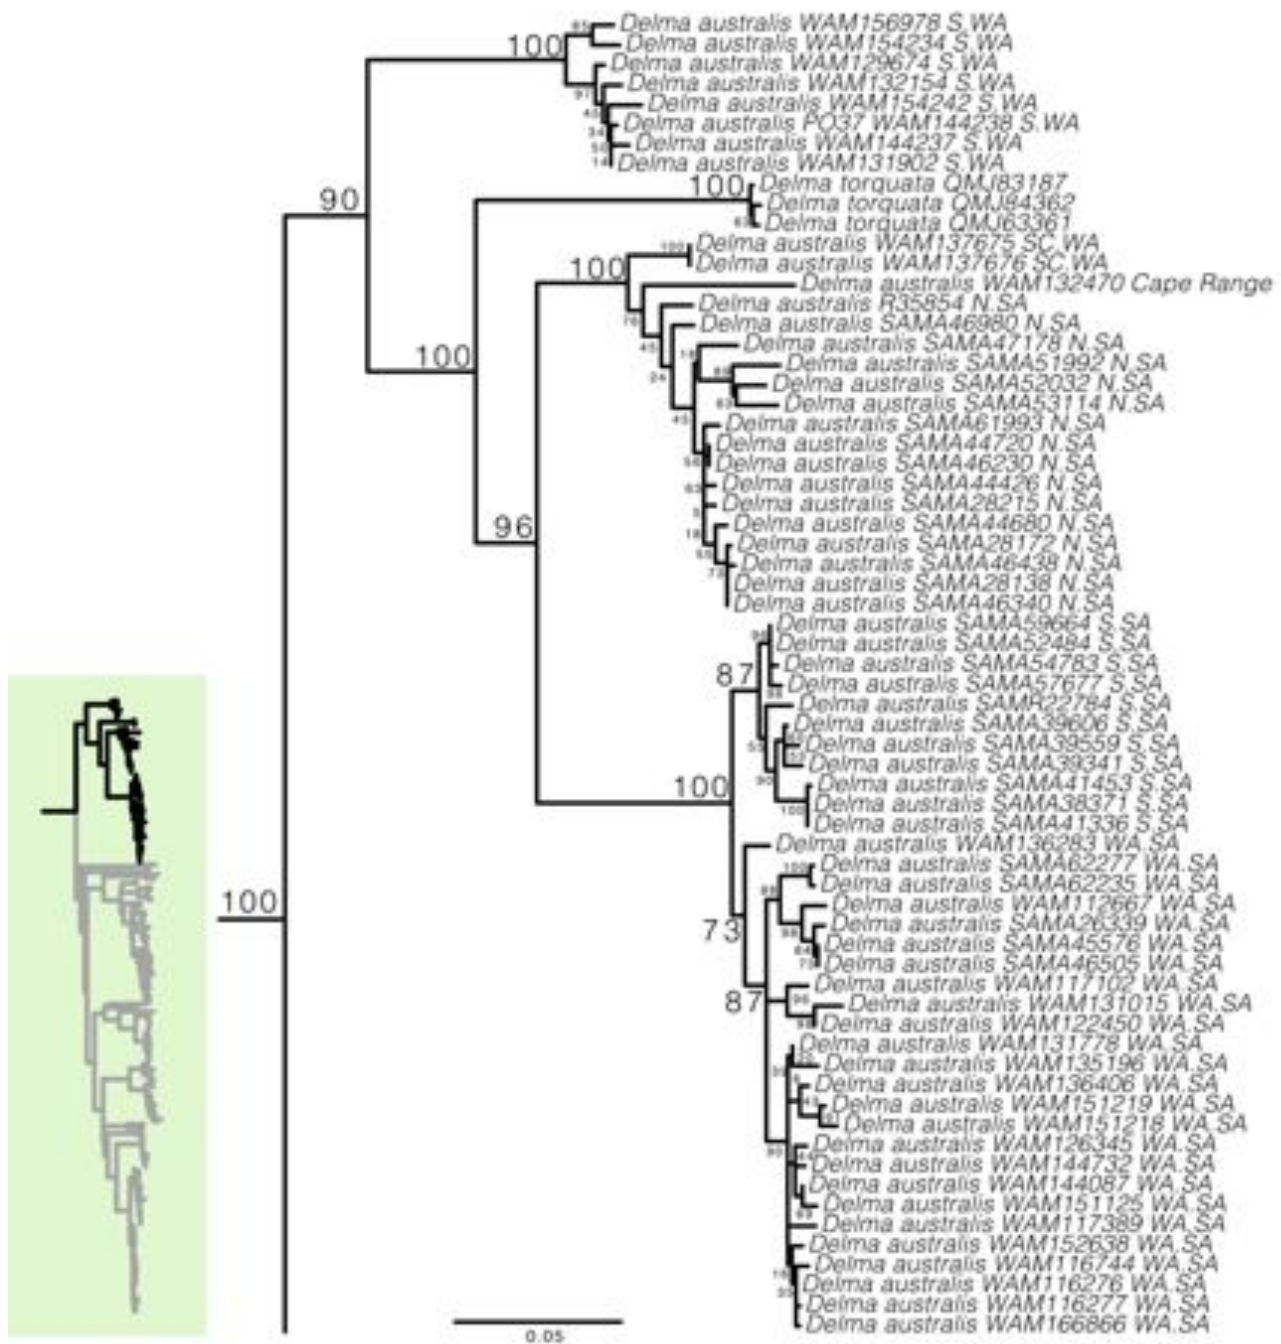 Delma australis WAM156978 S.WA
Delma australis WAM154234 S.WA
100
Delma australis WAM129674 S.WA
Delma australis WAM132154 S.WA
Delma australis WAM154242 S.WA
Delma australis PO37 WAM144238 S.WA
Delma australis WAM144237 S.WA
Delma australis WAM131902 S.WA
100
Delma torquata QMJ83187
90
Delma torquata QMJ84362
Delma torquata QMJ63361
100
Delma australis WAM137675 SC.WA
Delma australis WAM137676 SC.WA
100
Delma australis WAM132470 Cape Range
Delma australis R35854 N.SA
Delma australis SAMA46980 N.SA
Delma australis SAMA47178 N.SA
100
Delma australis SAMA51992 N.SA
Delma australis SAMA52032 N.SA
Delma australis SAMA53114 N.SA
Delma australis SAMA61993 N.SA
Delma australis SAMA44720 N.SA
Delma australis SAMA46230 N.SA
Delma australis SAMA44426 N.SA
Delma australis SAMA28215 N.SA
96
Delma australis SAMA44680 N.SA
Delma australis SAMA28172 N.SA
Delma australis SAMA46438 N.SA
Delma australis SAMA28138 N.SA
Delma australis SAMA46340 N.SA
Delma australis SAMA59664 S.SA
Delma australis SAMA52484 S.SA
87
Delma australis SAMA54783 S.SA
Delma australis SAMA57677 S.SA
Delma australis SAMR22784 S.SA
Delma australis SAMA39606 S.SA
Delma australis SAMA39559 S.SA
Delma australis SAMA39341 S.SA
100
Delma australis SAMA41453 S.SA
Delma australis SAMA38371 S.SA
100
Delma australis SAMA41336 S.SA
Delma australis WAM136283 WA.SA
100
Delma australis SAMA62277 WA.SA
Delma australis SAMA62235 WA.SA
100
Delma australis WAM112667 WA.SA
73
Delma australis SAMA26339 WA.SA
Delma australis SAMA45576 WA.SA
Delma australis SAMA46505 WA.SA
87
Delma australis WAM117102 WA.SA
96
Delma australis WAM131015 WA.SA
Delma australis WAM122450 WA.SA
Delma australis WAM131778 WA.SA
Delma australis WAM135196 WA.SA
Delma australis WAM136406 WA.SA
Delma australis WAM151219 WA.SA
Delma australis WAM151218 WA.SA
Delma australis WAM126345 WA.SA
Delma australis WAM144732 WA.SA
Delma australis WAM144087 WA.SA
Delma australis WAM151125 WA.SA
Delma australis WAM117389 WA.SA
Delma australis WAM152638 WA.SA
Delma australis WAM116744 WA.SA
Delma australis WAM116276 WA.SA
Delma australis WAM116277 WA.SA
Delma australis WAM166866 WA.SA
0.05